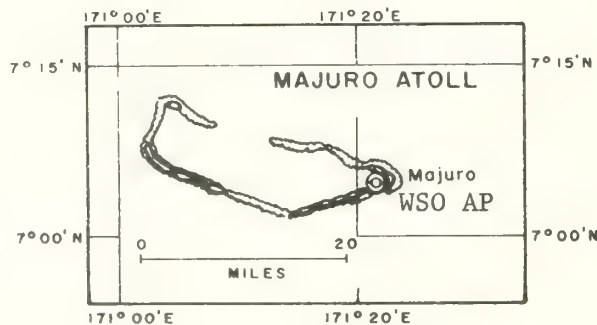 171° 00' E 171° 20' E
7° 15' N 7° 15' N
MAJURO ATOLL
Majuro
WSO AP
7° 00' N 0 20 7° 00' N
MILES
171° 00' E 171° 20' E